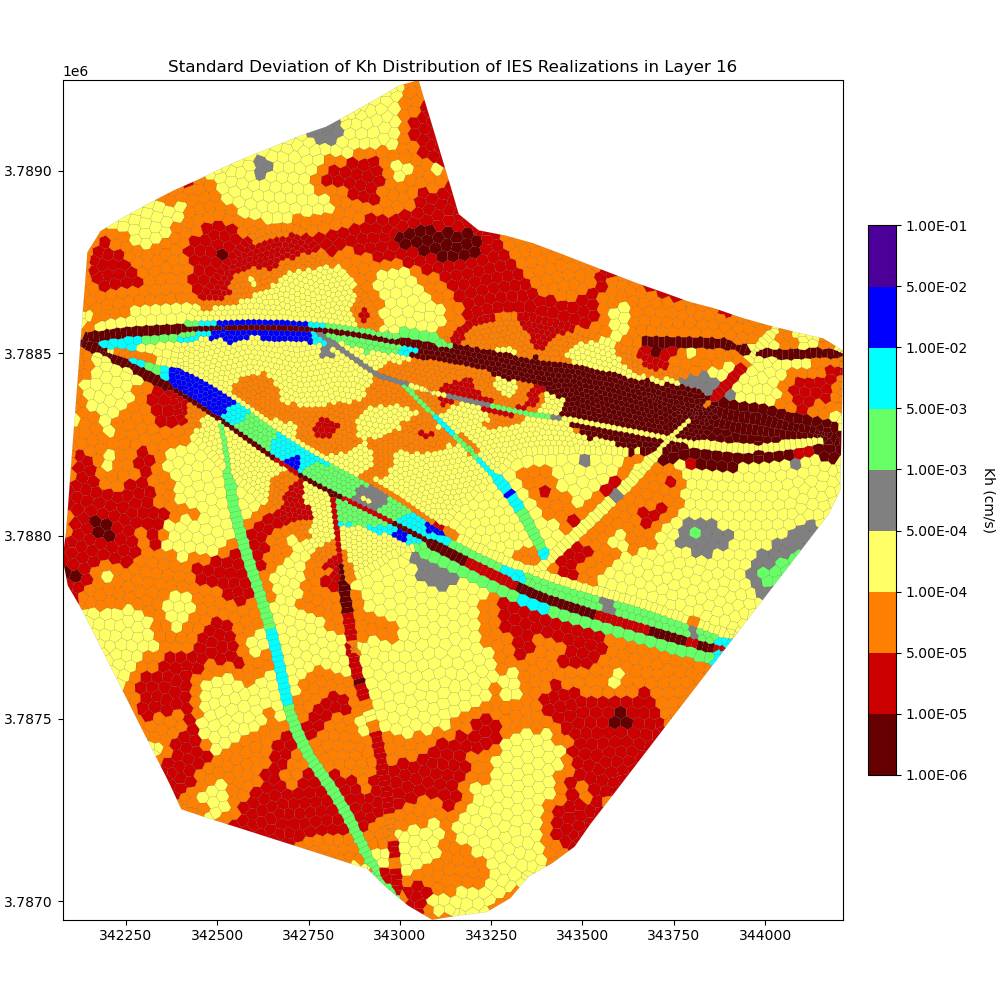 Standard Deviation of Kh Distribution of IES Realizations in Layer 16
1e6
3.7890
3.7885
3.7880
3.7875
3.7870
342250 342500 342750 343000 343250 343500 343750 344000
1.00E-01
5.00E-02
1.00E-02
5.00E-03
1.00E-03
5.00E-04
1.00E-04
5.00E-05
1.00E-05
1.00E-06
Kh (cm/s)